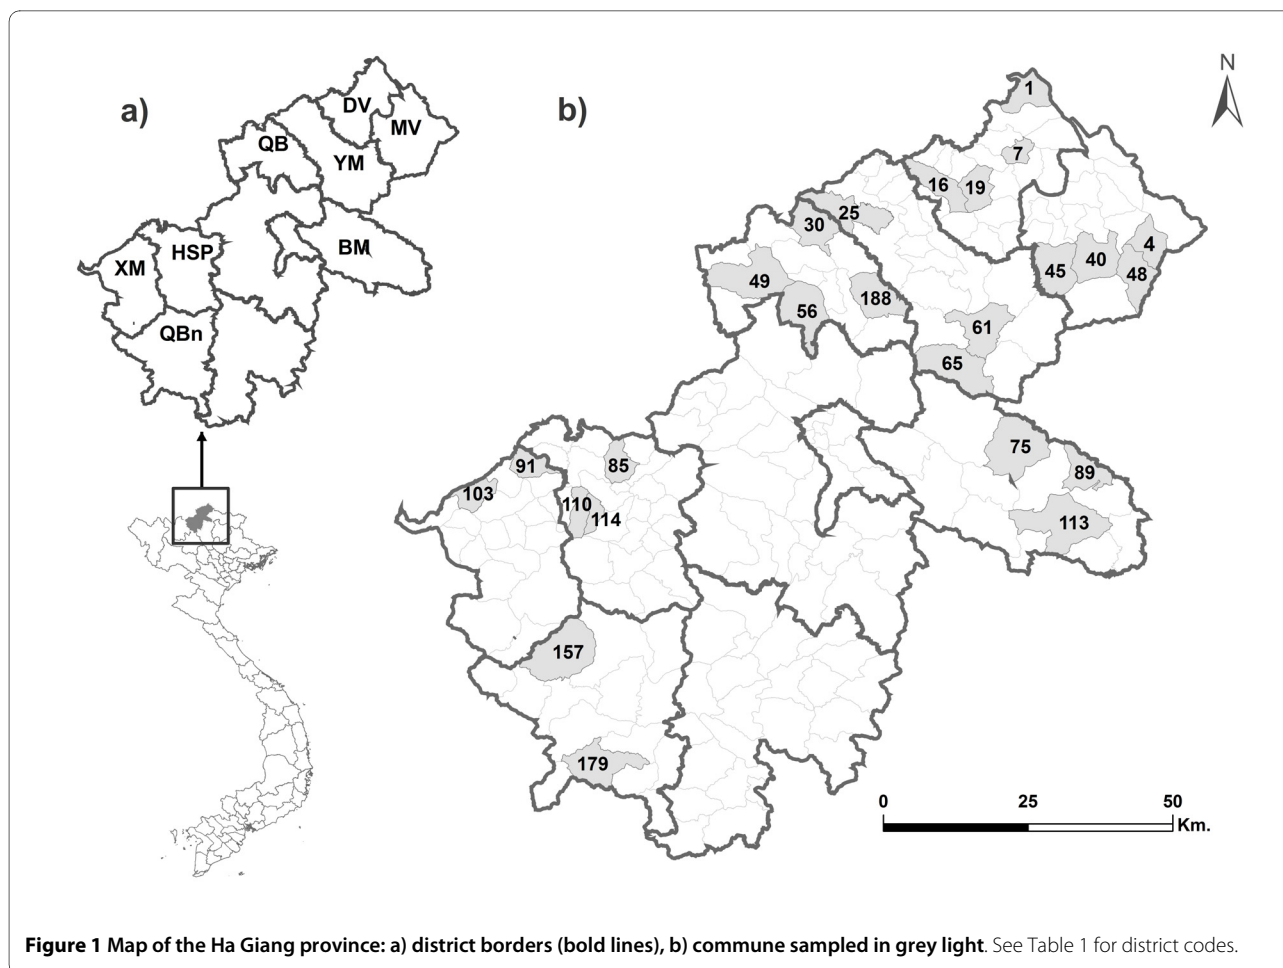 a)
DV
MV
QB
YM
HSP
BM
XM
QBn
b)
N
1
7
16
19
25
30
4
45
40
48
49
188
56
61
65
75
91
85
89
103
110
114
113
157
179
0 25 50
Km.
Figure 1 Map of the Ha Giang province: a) district borders (bold lines), b) commune sampled in grey light. See Table 1 for district codes.